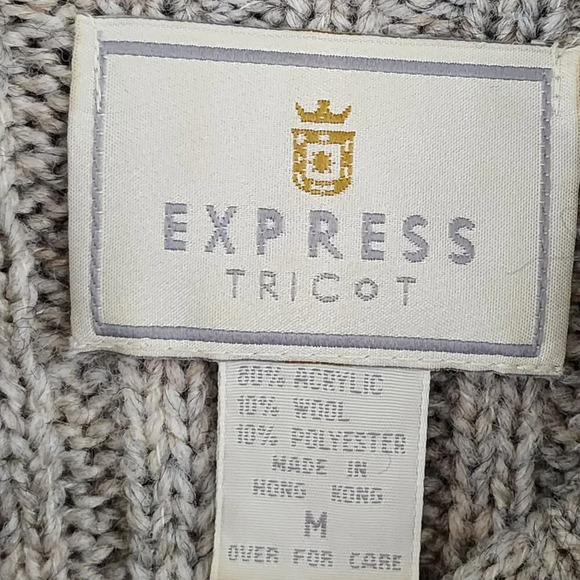 EXPRESS
TRICOT
80% ACRYLIC
10% WOOL
10% POLYESTER
MADE IN
HONG KONG
M
OVER FOR CARE